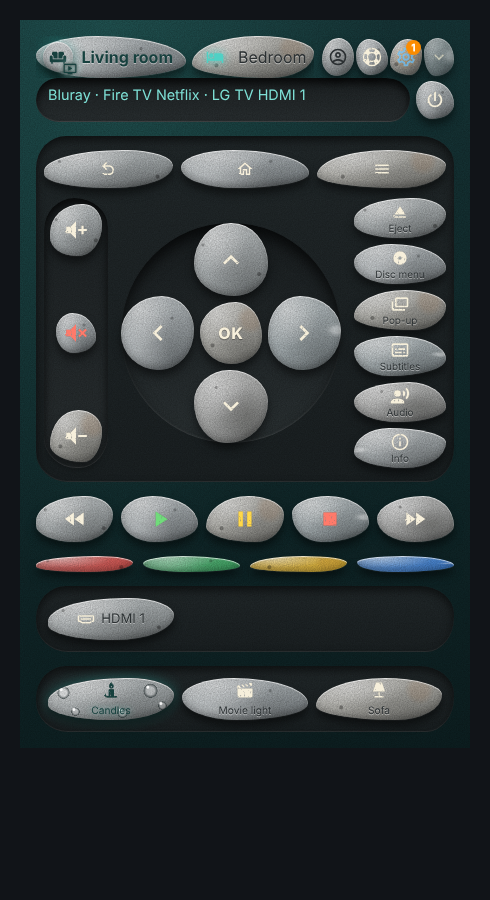 Living room
Bedroom
1
Bluray · Fire TV Netflix · LG TV HDMI 1
Eject
Disc menu
Pop-up
OK
Subtitles
Audio
Info
HDMI 1
Candles
Movie light
Sofa